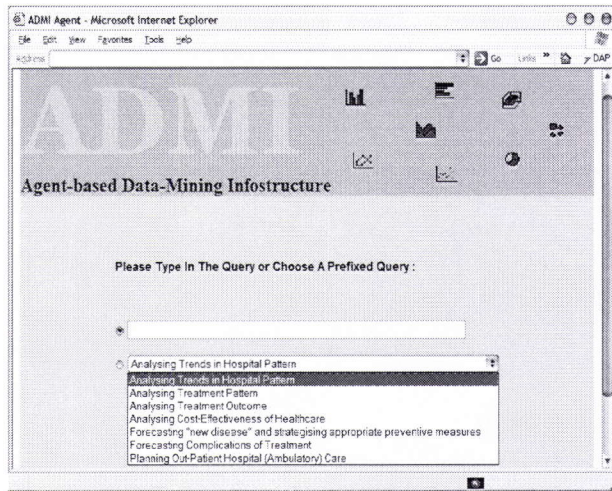 ADMI Agent - Microsoft Internet Explorer
File Edit View Favorites Tools Help
Address Go Links » DAP
ADMI
Agent-based Data-Mining Infostructure
Please Type In The Query or Choose A Prefixed Query :
Analysing Trends in Hospital Pattern
Analysing Trends in Hospital Pattern
Analysing Treatment Pattern
Analysing Treatment Outcome
Analysing Cost-Effectiveness of Healthcare
Forecasting "new disease" and strategising appropriate preventive measures
Forecasting Complications of Treatment
Planning Out-Patient Hospital (Ambulatory) Care